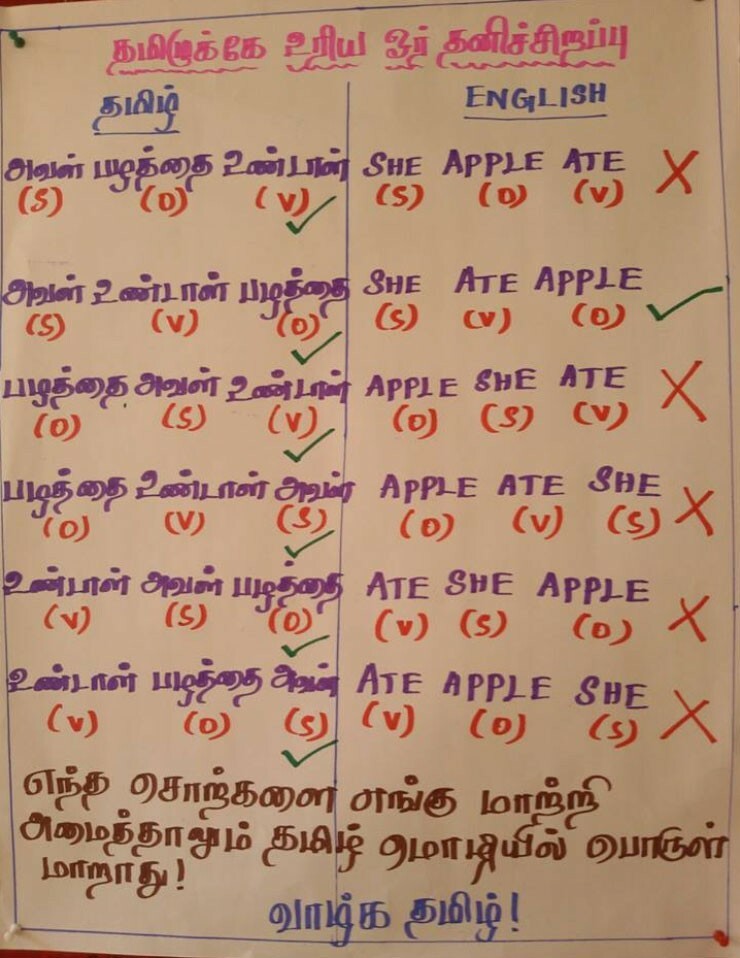 தமிழுக்கே உரிய ஓர் தனிச்சிறப்பு
தமிழ் ENGLISH
அவள் பழத்தை உண்டாள் SHE APPLE ATE
(S) (O) (V) (S) (O) (V)
அவள் உண்டாள் பழத்தை SHE ATE APPLE
(S) (V) (O) (S) (V) (O)
பழத்தை அவள் உண்டாள் APPLE SHE ATE
(O) (S) (V) (O) (S) (V)
பழத்தை உண்டாள் அவள் APPLE ATE SHE
(O) (V) (S) (O) (V) (S)
உண்டாள் அவள் பழத்தை ATE SHE APPLE
(V) (S) (O) (V) (S) (O)
உண்டாள் பழத்தை அவள் ATE APPLE SHE
(V) (O) (S) (V) (O) (S)
எந்த சொற்களை எங்கு மாற்றி
அமைத்தாலும் தமிழ் மொழியில் பொருள்
மாறாது!
வாழ்க தமிழ்!